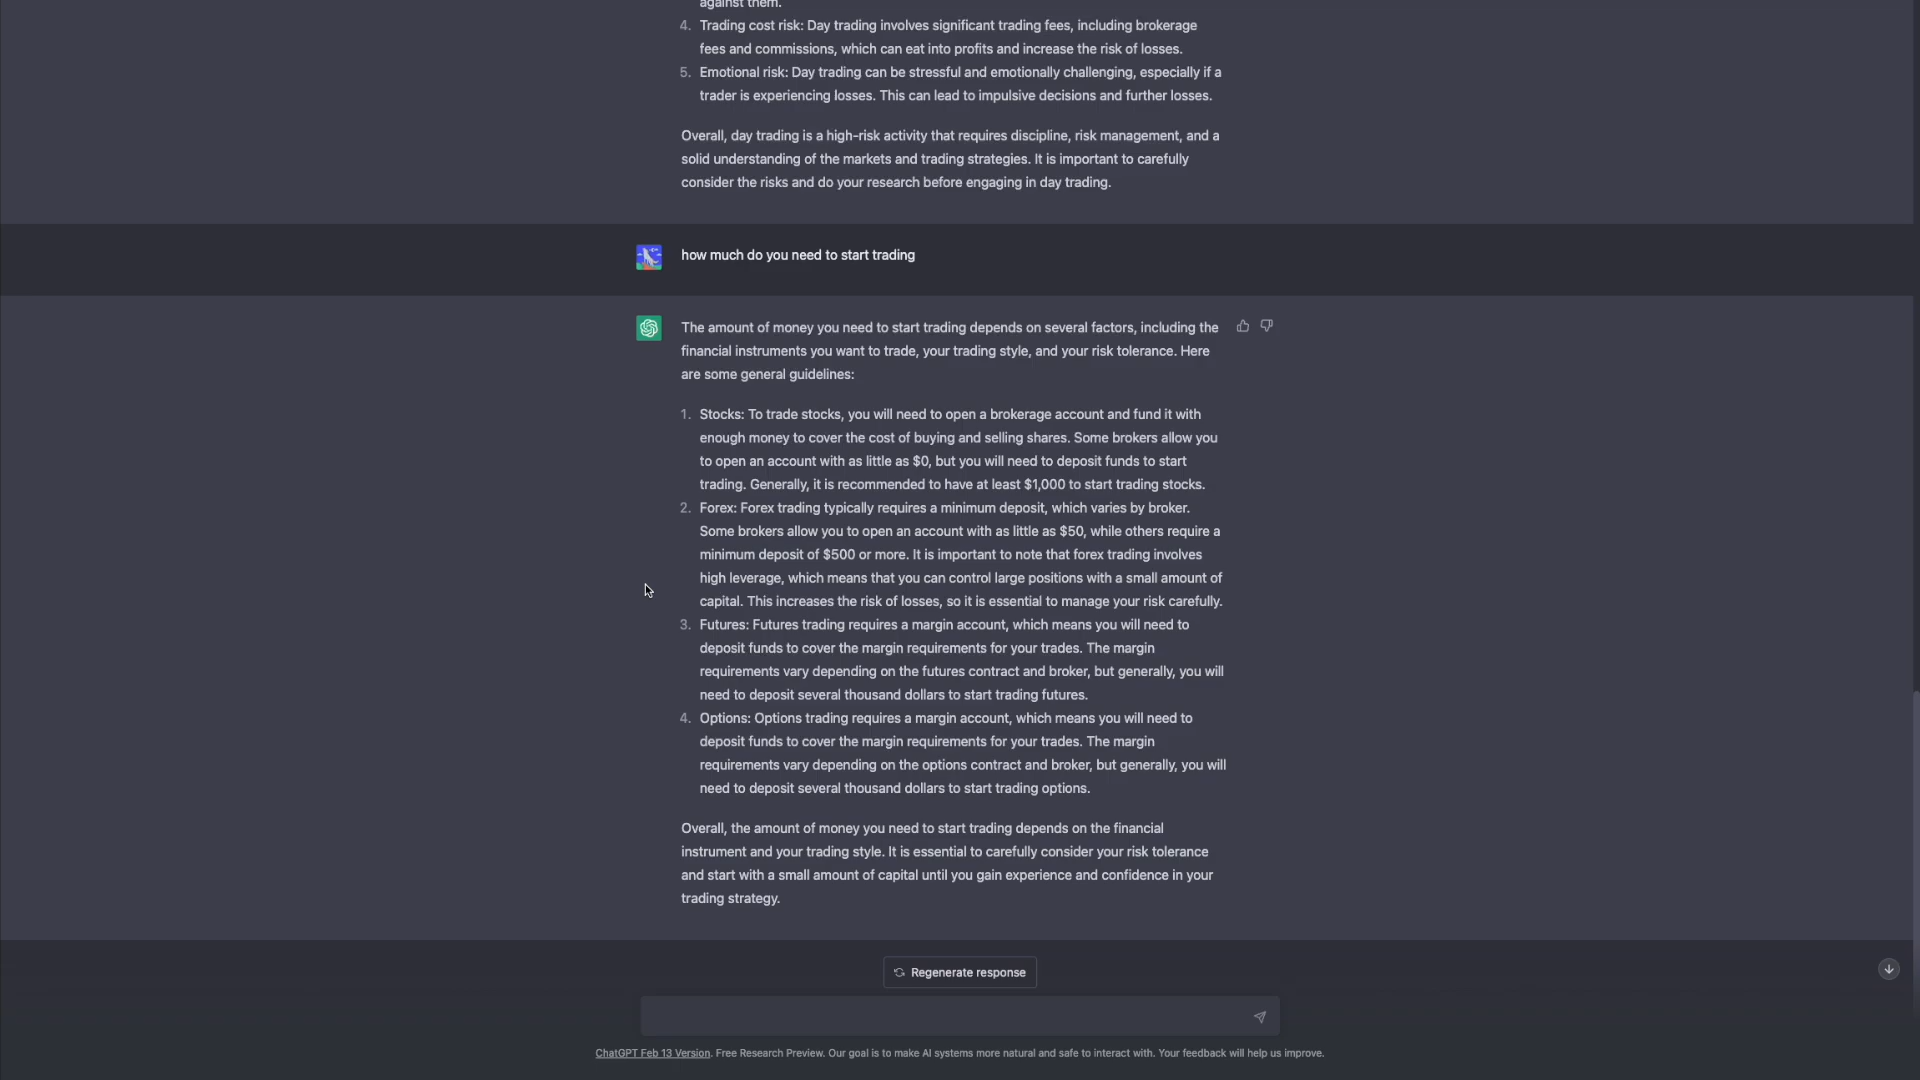 against them.
4. Trading cost risk: Day trading involves significant trading fees, including brokerage
fees and commissions, which can eat into profits and increase the risk of losses.
5. Emotional risk: Day trading can be stressful and emotionally challenging, especially if a
trader is experiencing losses. This can lead to impulsive decisions and further losses.
Overall, day trading is a high-risk activity that requires discipline, risk management, and a
solid understanding of the markets and trading strategies. It is important to carefully
consider the risks and do your research before engaging in day trading.
how much do you need to start trading
The amount of money you need to start trading depends on several factors, including the
financial instruments you want to trade, your trading style, and your risk tolerance. Here
are some general guidelines:
1. Stocks: To trade stocks, you will need to open a brokerage account and fund it with
enough money to cover the cost of buying and selling shares. Some brokers allow you
to open an account with as little as $0, but you will need to deposit funds to start
trading. Generally, it is recommended to have at least $1,000 to start trading stocks.
2. Forex: Forex trading typically requires a minimum deposit, which varies by broker.
Some brokers allow you to open an account with as little as $50, while others require a
minimum deposit of $500 or more. It is important to note that forex trading involves
high leverage, which means that you can control large positions with a small amount of
capital. This increases the risk of losses, so it is essential to manage your risk carefully.
3. Futures: Futures trading requires a margin account, which means you will need to
deposit funds to cover the margin requirements for your trades. The margin
requirements vary depending on the futures contract and broker, but generally, you will
need to deposit several thousand dollars to start trading futures.
4. Options: Options trading requires a margin account, which means you will need to
deposit funds to cover the margin requirements for your trades. The margin
requirements vary depending on the options contract and broker, but generally, you will
need to deposit several thousand dollars to start trading options.
Overall, the amount of money you need to start trading depends on the financial
instrument and your trading style. It is essential to carefully consider your risk tolerance
and start with a small amount of capital until you gain experience and confidence in your
trading strategy.
Regenerate response
ChatGPT Feb 13 Version. Free Research Preview. Our goal is to make AI systems more natural and safe to interact with. Your feedback will help us improve.